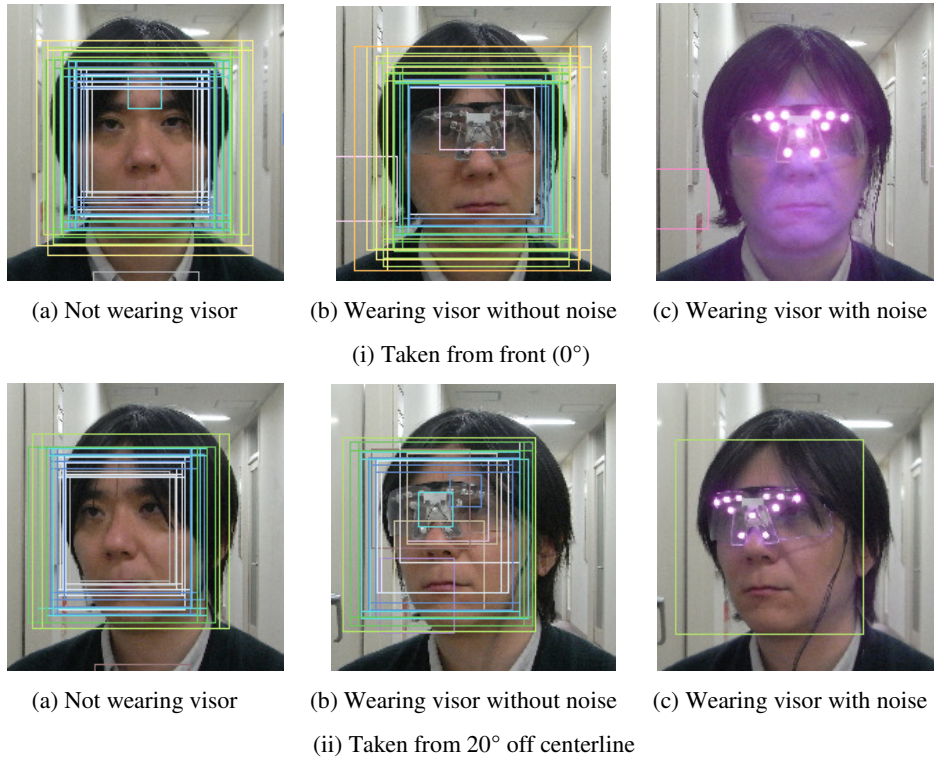 (a) Not wearing visor
(b) Wearing visor without noise
(c) Wearing visor with noise
(i) Taken from front (0°)
(a) Not wearing visor
(b) Wearing visor without noise
(c) Wearing visor with noise
(ii) Taken from 20° off centerline